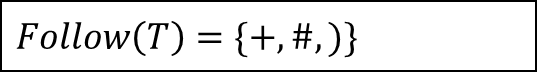 Follow(T) = {+, #, )}